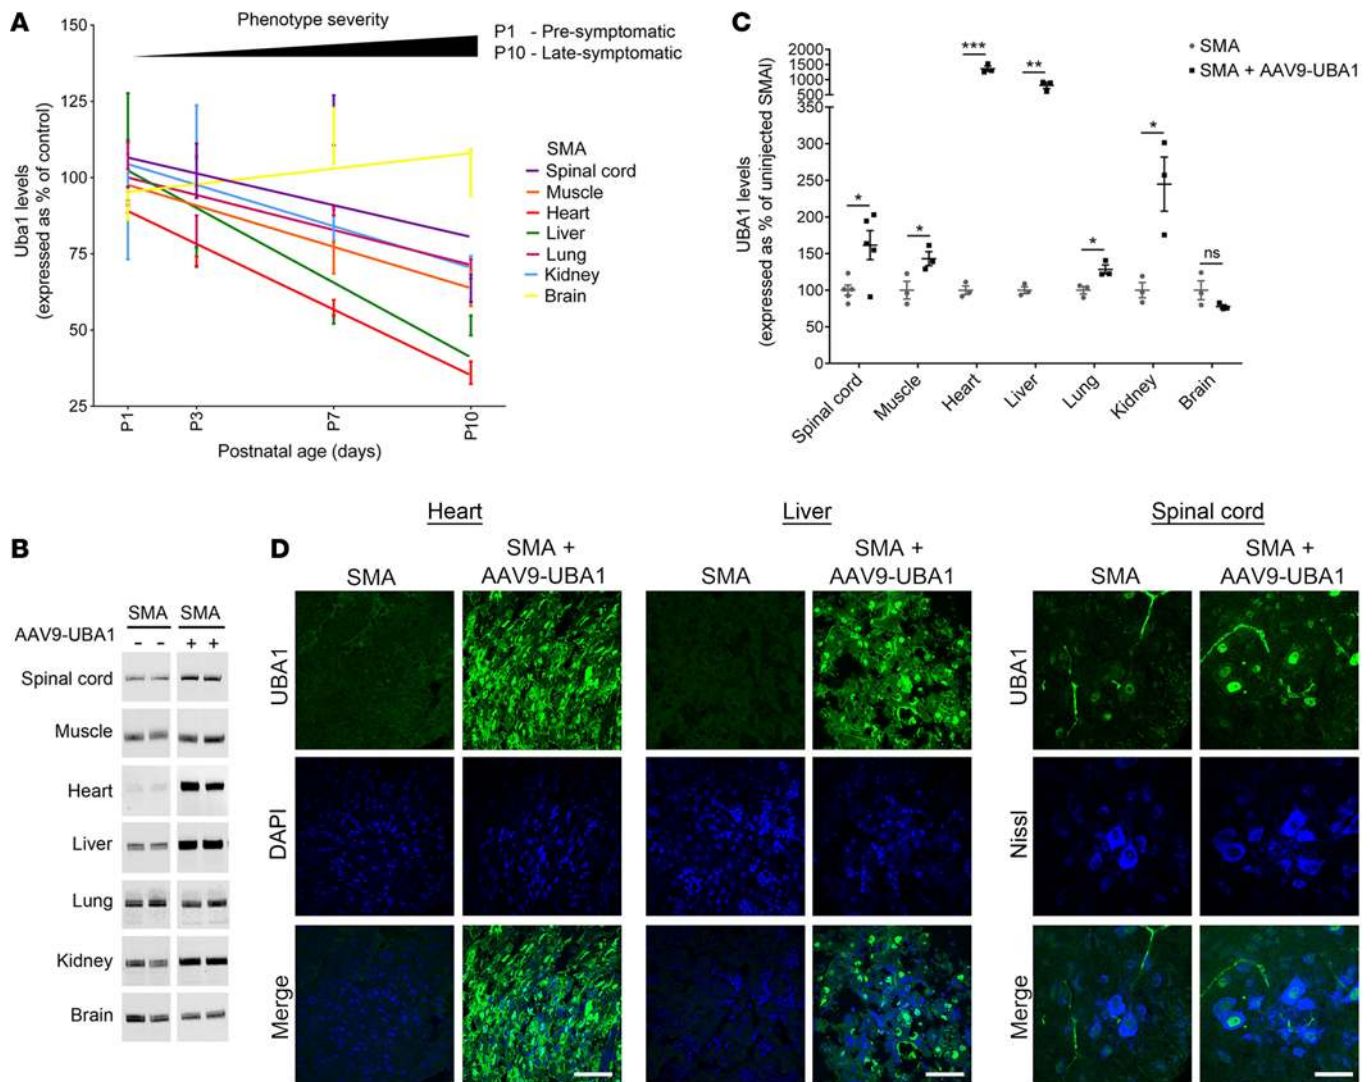 A
Phenotype severity
P1 - Pre-symptomatic
P10 - Late-symptomatic
150
125
100
75
50
25
Uba1 levels
(expressed as % of control)
P1
P3
P7
P10
Postnatal age (days)
SMA
Spinal cord
Muscle
Heart
Liver
Lung
Kidney
Brain
C
SMA
SMA + AAV9-UBA1
2000
1500
1000
500
350
300
250
200
150
100
50
0
UBA1 levels
(expressed as % of uninjected SMAI)
*
*
***
**
*
*
ns
Spinal cord
Muscle
Heart
Liver
Lung
Kidney
Brain
B
SMA SMA
AAV9-UBA1 - - + +
Spinal cord
Muscle
Heart
Liver
Lung
Kidney
Brain
D
Heart
Liver
Spinal cord
SMA
SMA +
AAV9-UBA1
SMA
SMA +
AAV9-UBA1
SMA
SMA +
AAV9-UBA1
UBA1
DAPI
Merge
UBA1
Nissl
Merge